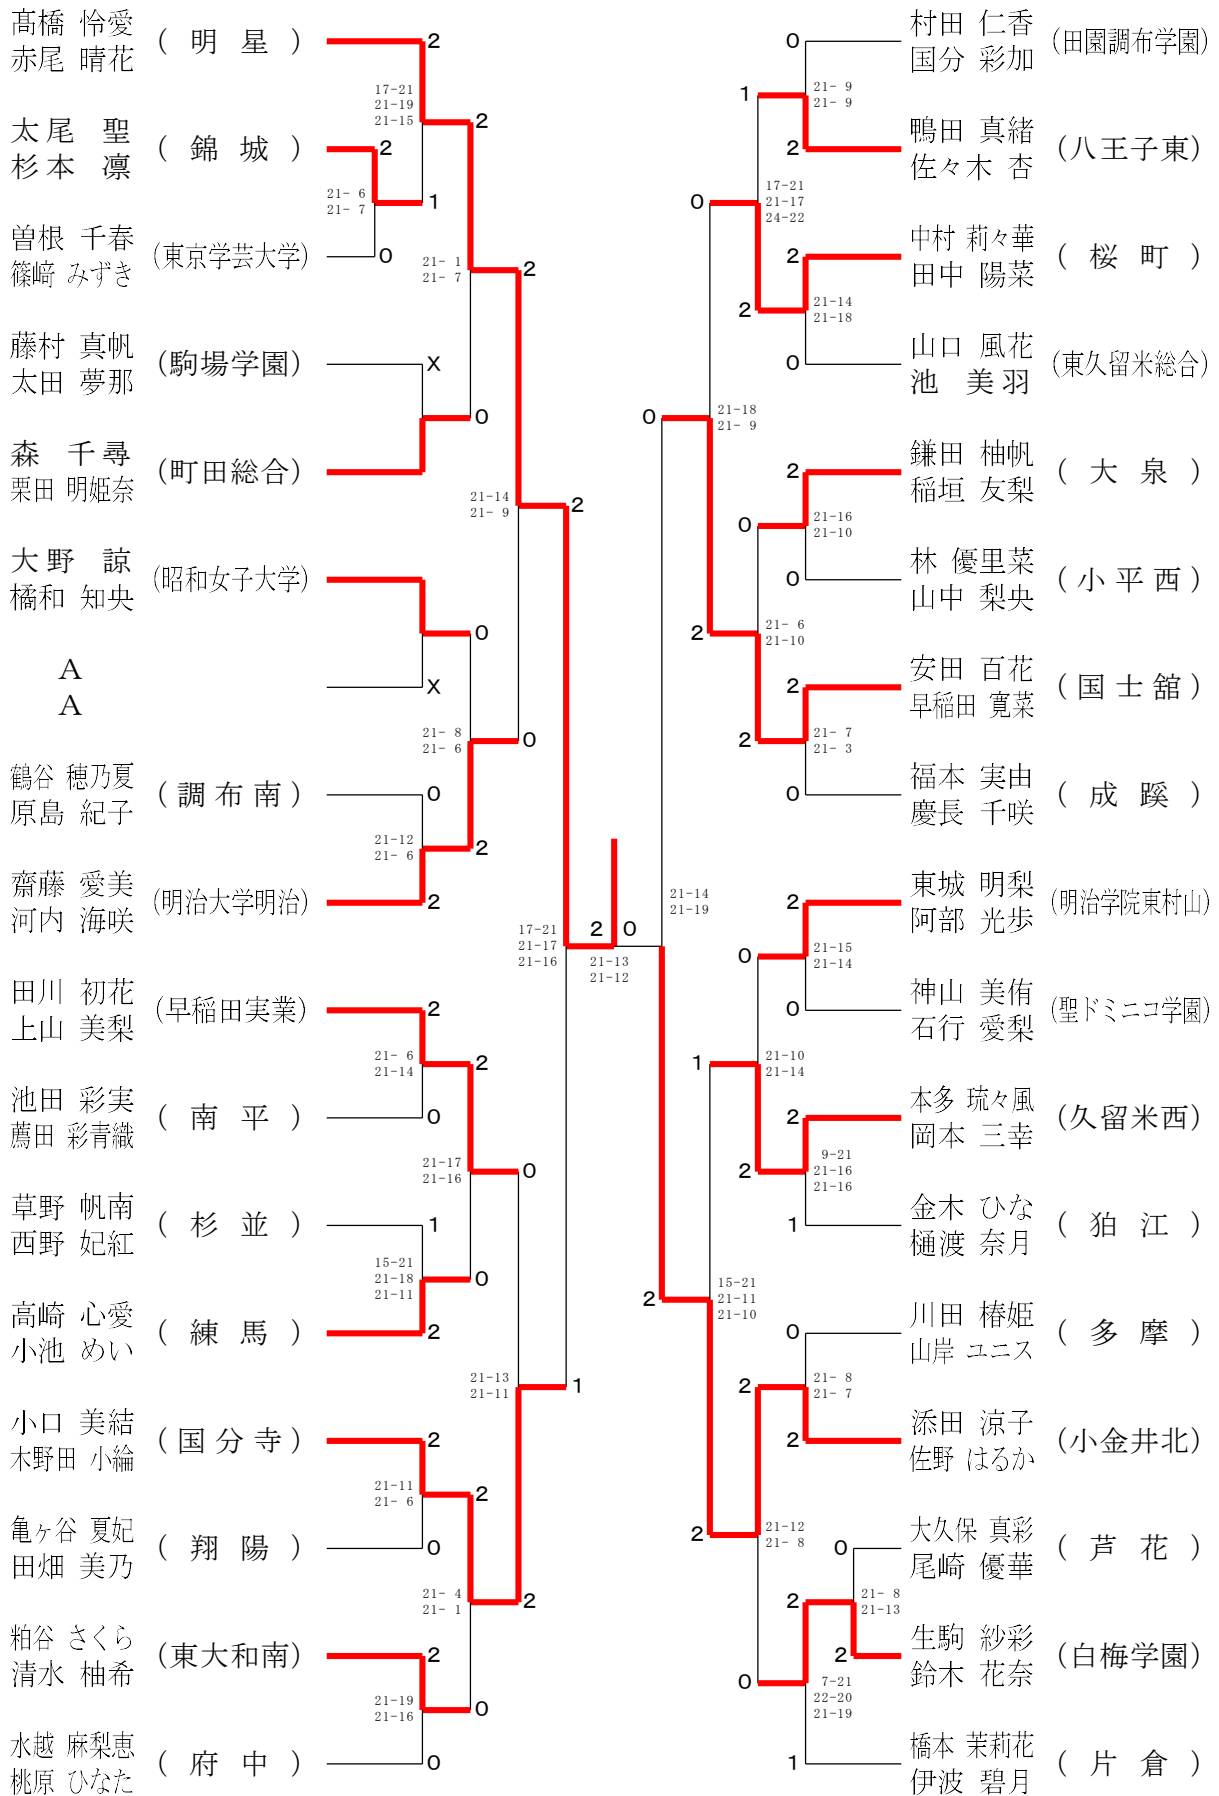 髙橋 怜愛
赤尾 晴花
( 明 星 )
2
17-21
21-19
21-15
2
太尾 聖
杉本 凛
( 錦 城 )
2
21- 6
21- 7
1
曽根 千春
篠﨑 みずき
(東京学芸大学)
0
21- 1
21- 7
2
藤村 真帆
太田 夢那
(駒場学園)
X
0
森 千尋
栗田 明姫奈
(町田総合)
21-14
21- 9
2
大野 諒
橘和 知央
(昭和女子大学)
0
A
A
X
21- 8
21- 6
0
鶴谷 穂乃夏
原島 紀子
(調布南)
0
21-12
21- 6
2
齋藤 愛美
河内 海咲
(明治大学明治)
2
17-21
21-17
21-16
2 0
21-13
21-12
田川 初花
上山 美梨
(早稲田実業)
2
21- 6
21-14
2
池田 彩実
薦田 彩青織
( 南 平 )
0
21-17
21-16
0
草野 帆南
西野 妃紅
( 杉 並 )
1
15-21
21-18
21-11
0
高崎 心愛
小池 めい
( 練 馬 )
2
21-13
21-11
1
小口 美結
木野田 小綸
(国分寺)
2
21-11
21- 6
2
亀ヶ谷 夏妃
田畑 美乃
( 翔 陽 )
0
21- 4
21- 1
2
粕谷 さくら
清水 柚希
(東大和南)
2
21-19
21-16
0
水越 麻梨恵
桃原 ひなた
( 府 中 )
0
村田 仁香
国分 彩加
(田園調布学園)
0
21- 9
21- 9
1
鴨田 真緒
佐々木 杏
(八王子東)
2
17-21
21-17
24-22
0
中村 莉々華
田中 陽菜
( 桜 町 )
2
21-14
21-18
2
山口 風花
池 美羽
(東久留米総合)
0
21-18
21- 9
0
鎌田 柚帆
稲垣 友梨
( 大 泉 )
2
21-16
21-10
0
林 優里菜
山中 梨央
(小平西)
0
21- 6
21-10
2
安田 百花
早稲田 寛菜
(国士舘)
2
21- 7
21- 3
2
福本 実由
慶長 千咲
( 成 蹊 )
0
21-14
21-19
東城 明梨
阿部 光歩
(明治学院東村山)
2
21-15
21-14
0
神山 美侑
石行 愛梨
(聖ドミニコ学園)
0
21-10
21-14
1
本多 琉々風
岡本 三幸
(久留米西)
2
9-21
21-16
21-16
2
金木 ひな
樋渡 奈月
( 狛 江 )
1
15-21
21-11
21-10
2
川田 椿姫
山岸 ユニス
( 多 摩 )
0
21- 8
21- 7
2
添田 涼子
佐野 はるか
(小金井北)
2
21-12
21- 8
2
大久保 真彩
尾崎 優華
( 芦 花 )
0
21- 8
21-13
2
生駒 紗彩
鈴木 花奈
(白梅学園)
2
7-21
22-20
21-19
0
橋本 茉莉花
伊波 碧月
( 片 倉 )
1